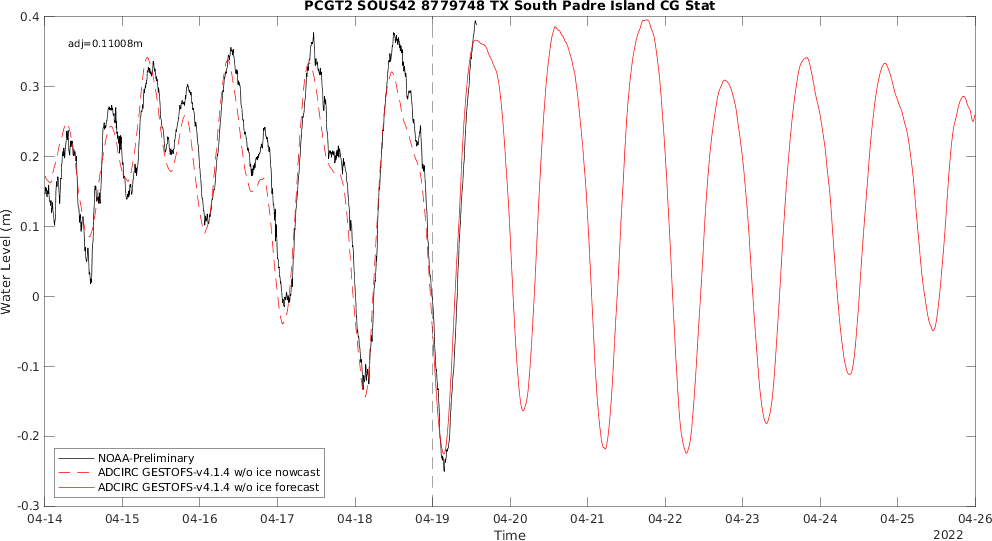 PCGT2 SOUS42 8779748 TX South Padre Island CG Stat
adj=0.11008m
0.4
0.3
0.2
0.1
0
-0.1
-0.2
-0.3
Water Level (m)
NOAA-Preliminary
ADCIRC GESTOFS-v4.1.4 w/o ice nowcast
ADCIRC GESTOFS-v4.1.4 w/o ice forecast
04-14 04-15 04-16 04-17 04-18 04-19 04-20 04-21 04-22 04-23 04-24 04-25 04-26
Time
2022